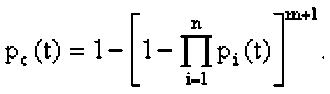 p_c(t) = 1 - [1 - ∏_{i=1}^{n} p_i(t)]^{m+1}.